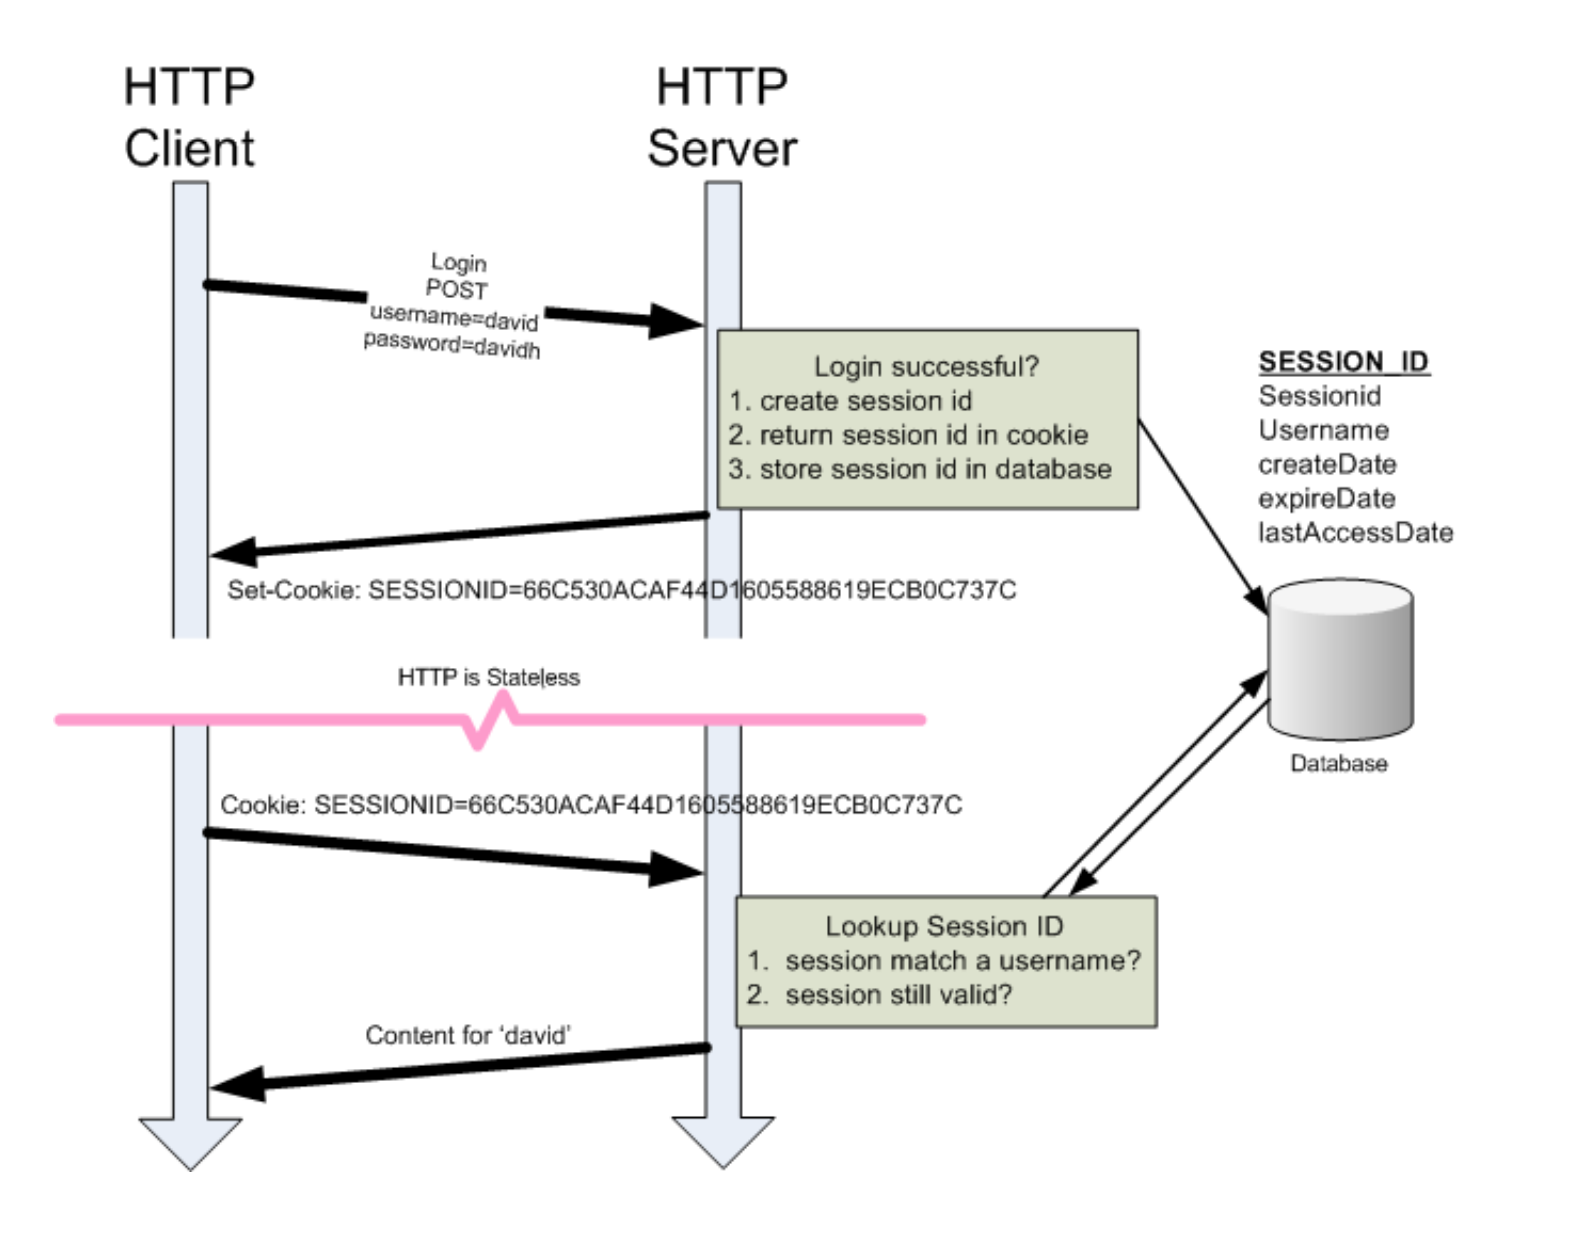 HTTP
Client
HTTP
Server
Login
POST
username=david
password=davidh
Login successful?
1. create session id
2. return session id in cookie
3. store session id in database
SESSION_ID
Sessionid
Username
createDate
expireDate
lastAccessDate
Set-Cookie: SESSIONID=66C530ACAF44D1605588619ECB0C737C
HTTP is Stateless
Database
Cookie: SESSIONID=66C530ACAF44D1605588619ECB0C737C
Lookup Session ID
1. session match a username?
2. session still valid?
Content for ‘david’